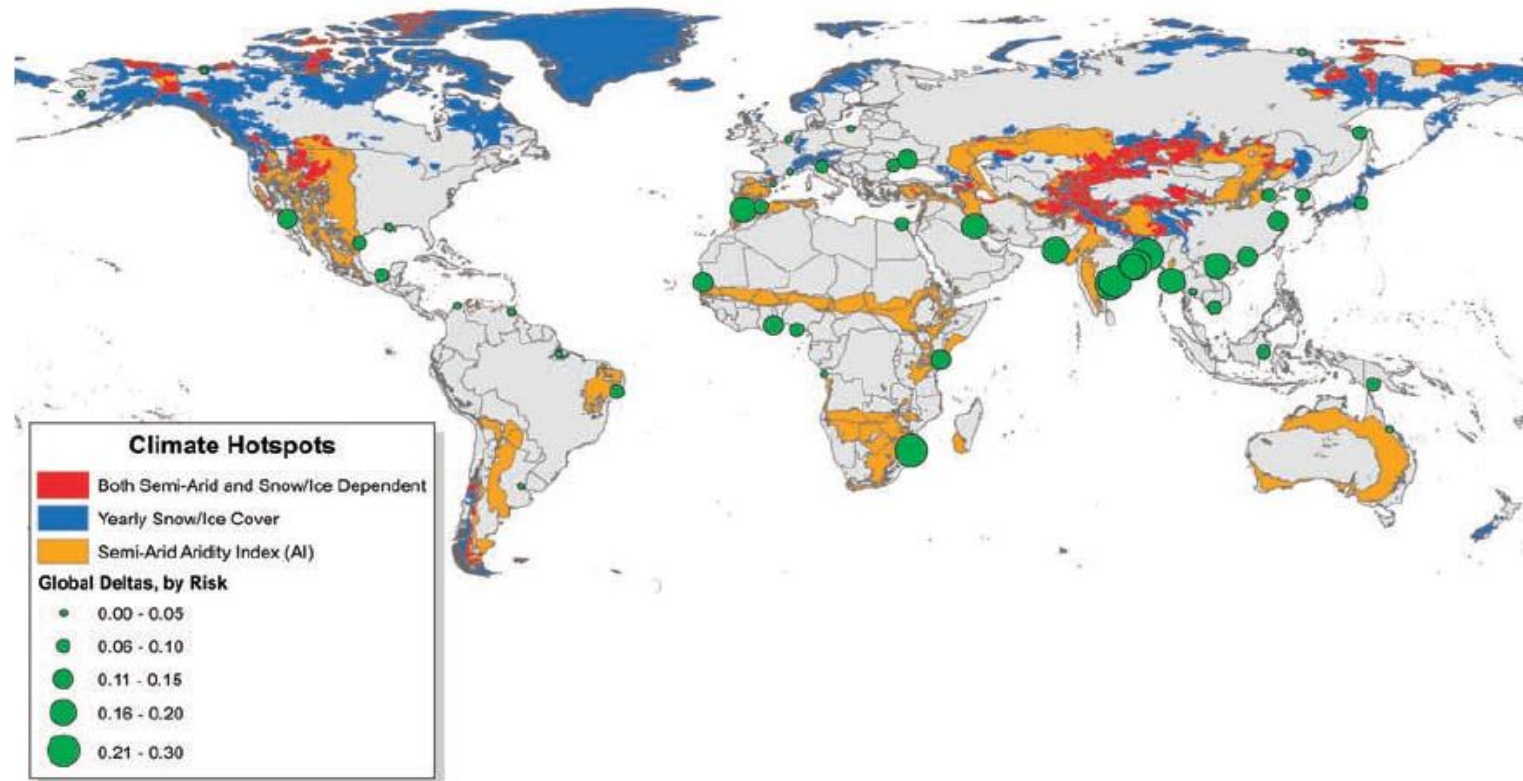 Climate Hotspots
Both Semi-Arid and Snow/Ice Dependent
Yearly Snow/Ice Cover
Semi-Arid Aridity Index (AI)
Global Deltas, by Risk
0.00 - 0.05
0.06 - 0.10
0.11 - 0.15
0.16 - 0.20
0.21 - 0.30